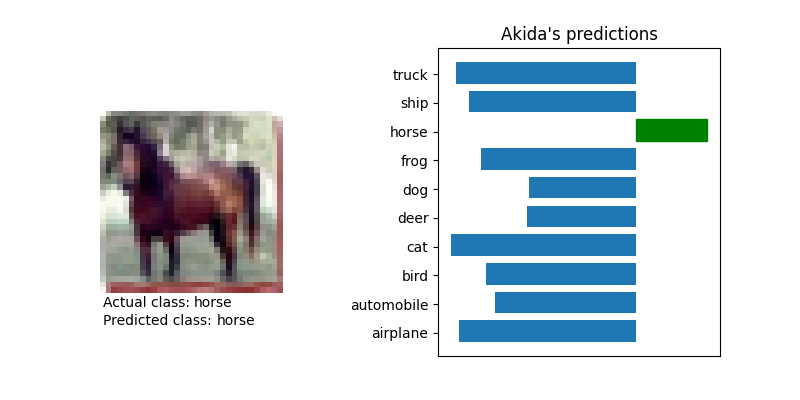 Akida's predictions
truck
ship
horse
frog
dog
deer
cat
bird
automobile
airplane
Actual class: horse
Predicted class: horse